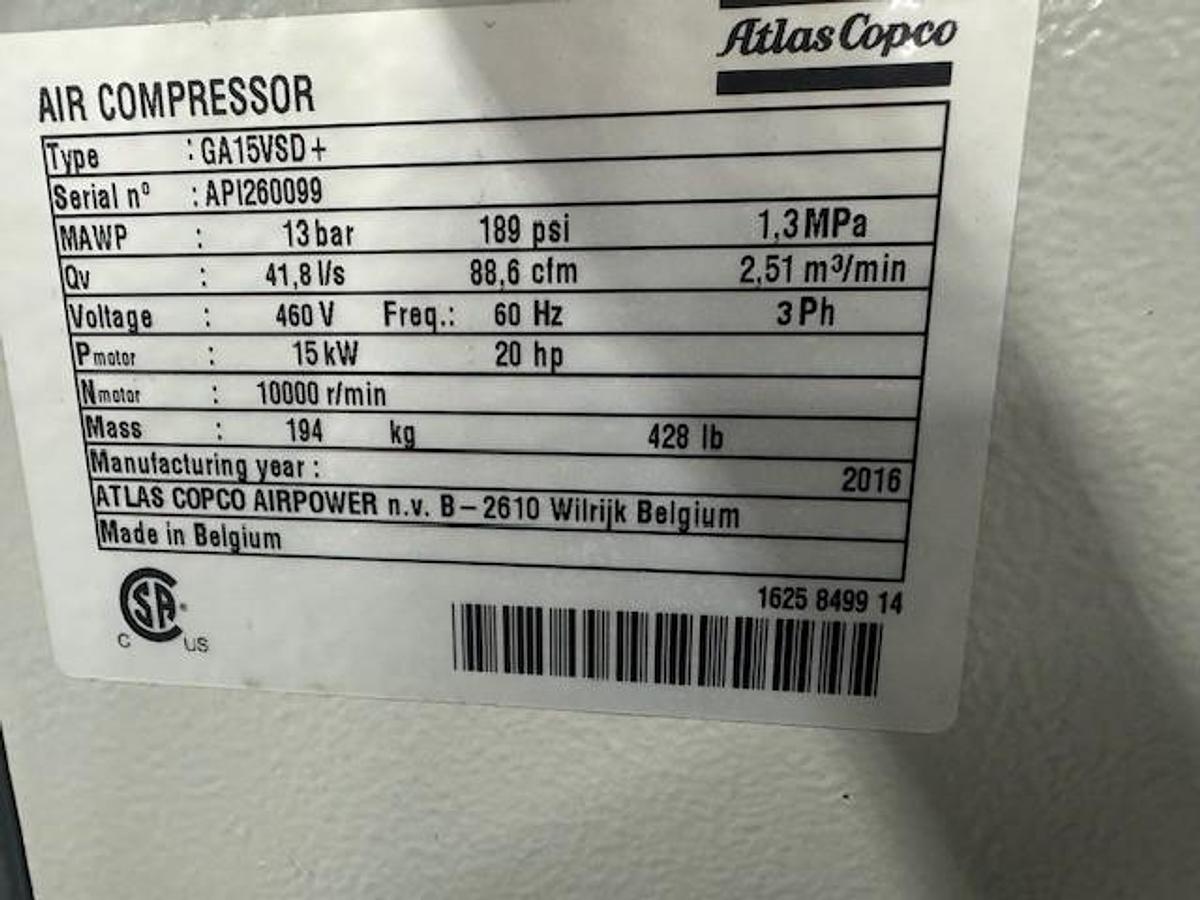 Atlas Copco
AIR COMPRESSOR
Type : GA15VSD+
Serial nº : API260099
MAWP : 13 bar 189 psi 1,3 MPa
Qv : 41,8 l/s 88,6 cfm 2,51 m³/min
Voltage : 460 V Freq.: 60 Hz 3 Ph
Pmotor : 15 kW 20 hp
Nmotor : 10000 r/min
Mass : 194 kg 428 lb
Manufacturing year : 2016
ATLAS COPCO AIRPOWER n.v. B–2610 Wilrijk Belgium
Made in Belgium
1625 8499 14
CSA
C US